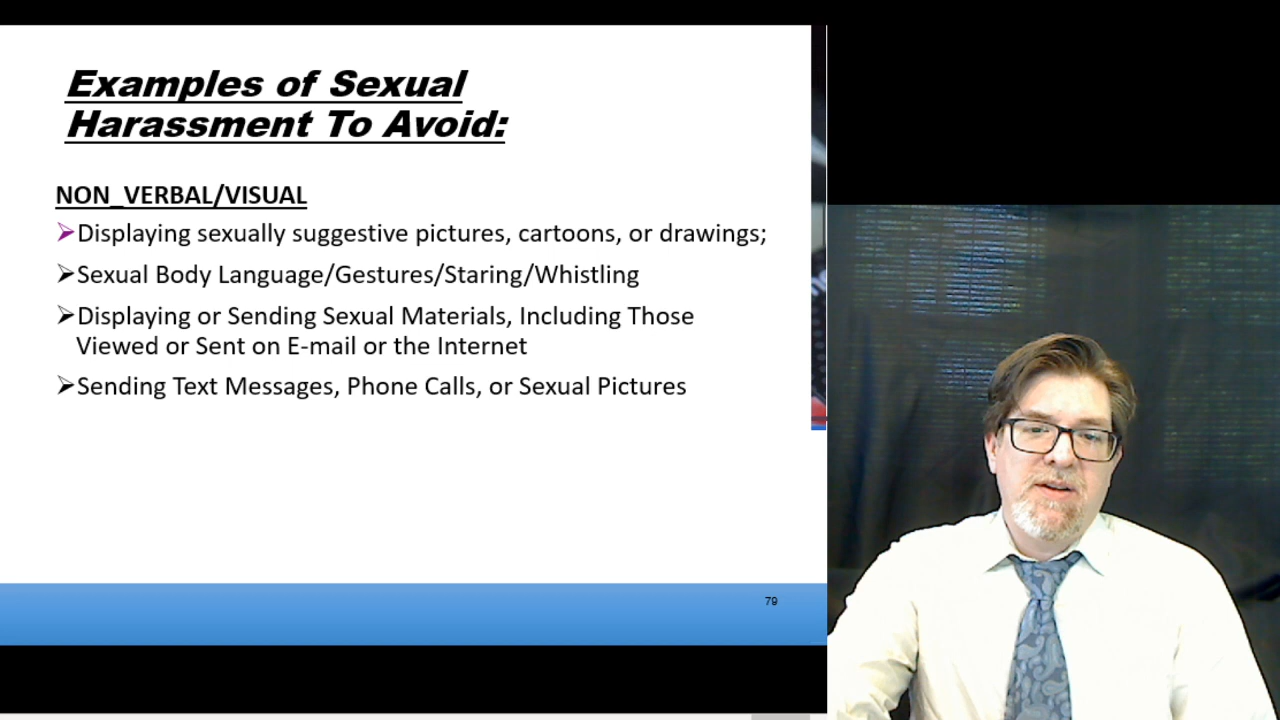 Examples of Sexual
Harassment To Avoid:
NON_VERBAL/VISUAL
➢Displaying sexually suggestive pictures, cartoons, or drawings;
➢Sexual Body Language/Gestures/Staring/Whistling
➢Displaying or Sending Sexual Materials, Including Those
Viewed or Sent on E-mail or the Internet
➢Sending Text Messages, Phone Calls, or Sexual Pictures
79